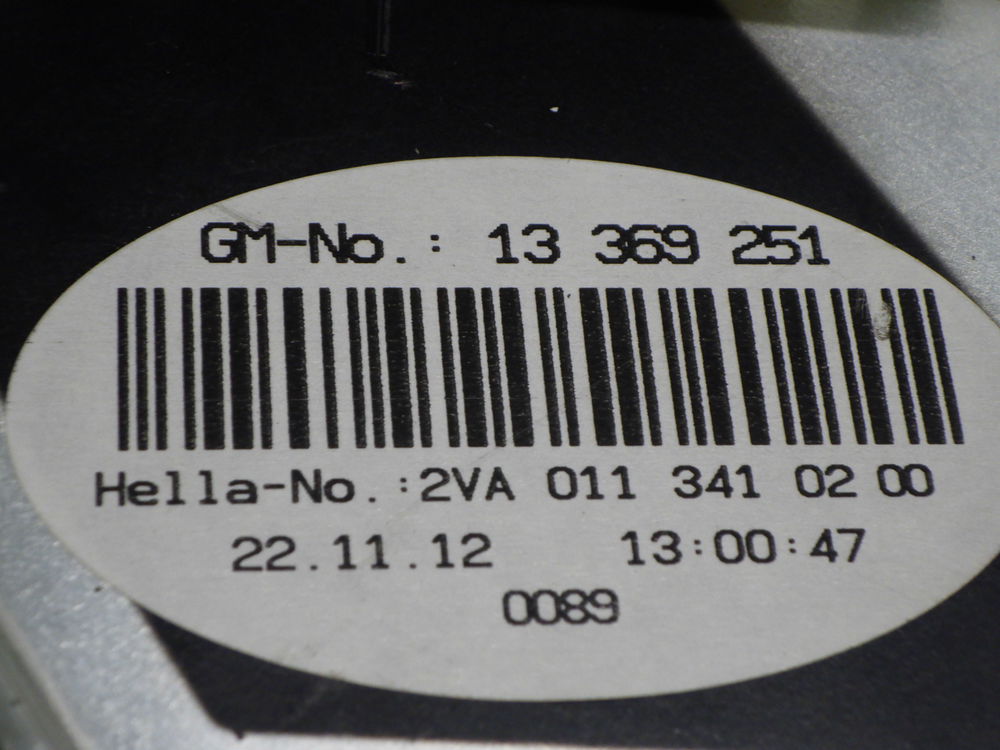 GM-No.: 13 369 251
Hella-No.:2VA 011 341 02 00
22.11.12 13:00:47
0089